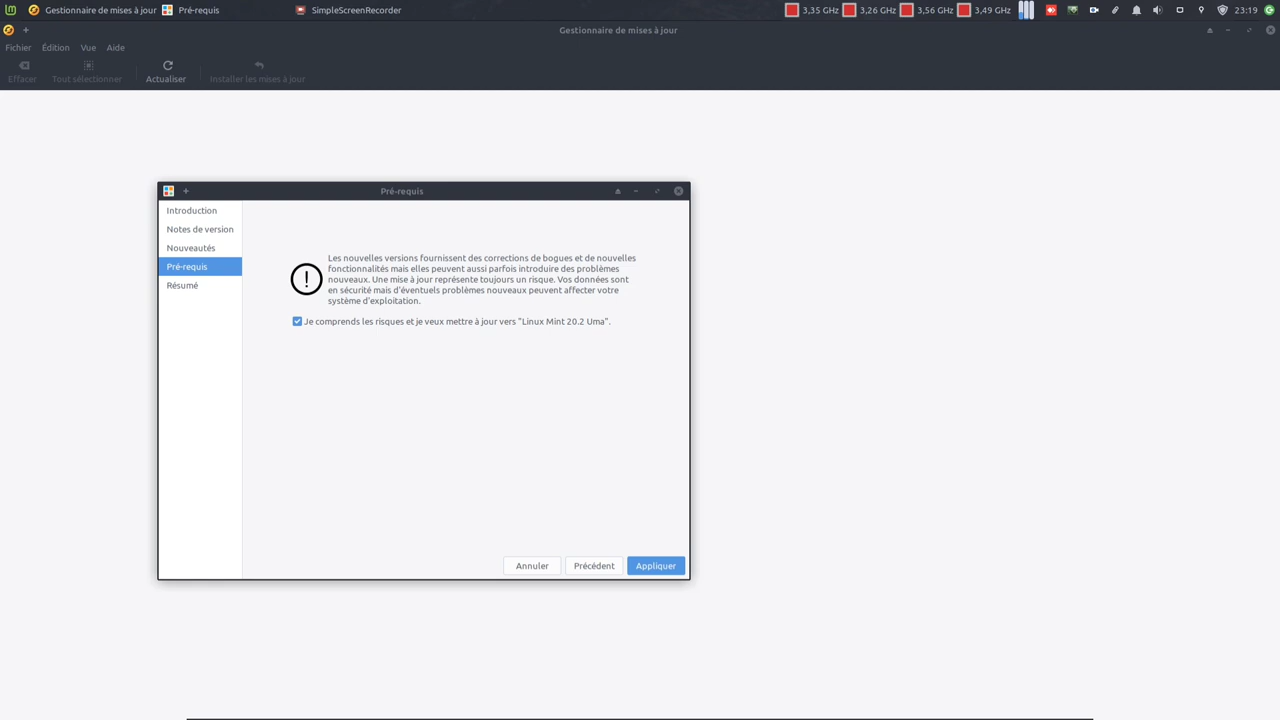 Gestionnaire de mises à jour
Pré-requis
SimpleScreenRecorder
3,35 GHz
3,26 GHz
3,56 GHz
3,49 GHz
23:19
Gestionnaire de mises à jour
Fichier
Édition
Vue
Aide
Effacer
Tout sélectionner
Actualiser
Installer les mises à jour
Pré-requis
Introduction
Notes de version
Nouveautés
Pré-requis
Résumé
Les nouvelles versions fournissent des corrections de bogues et de nouvelles
fonctionnalités mais elles peuvent aussi parfois introduire des problèmes
nouveaux. Une mise à jour représente toujours un risque. Vos données sont
en sécurité mais d'éventuels problèmes nouveaux peuvent affecter votre
système d'exploitation.
Je comprends les risques et je veux mettre à jour vers "Linux Mint 20.2 Uma".
Annuler
Précédent
Appliquer